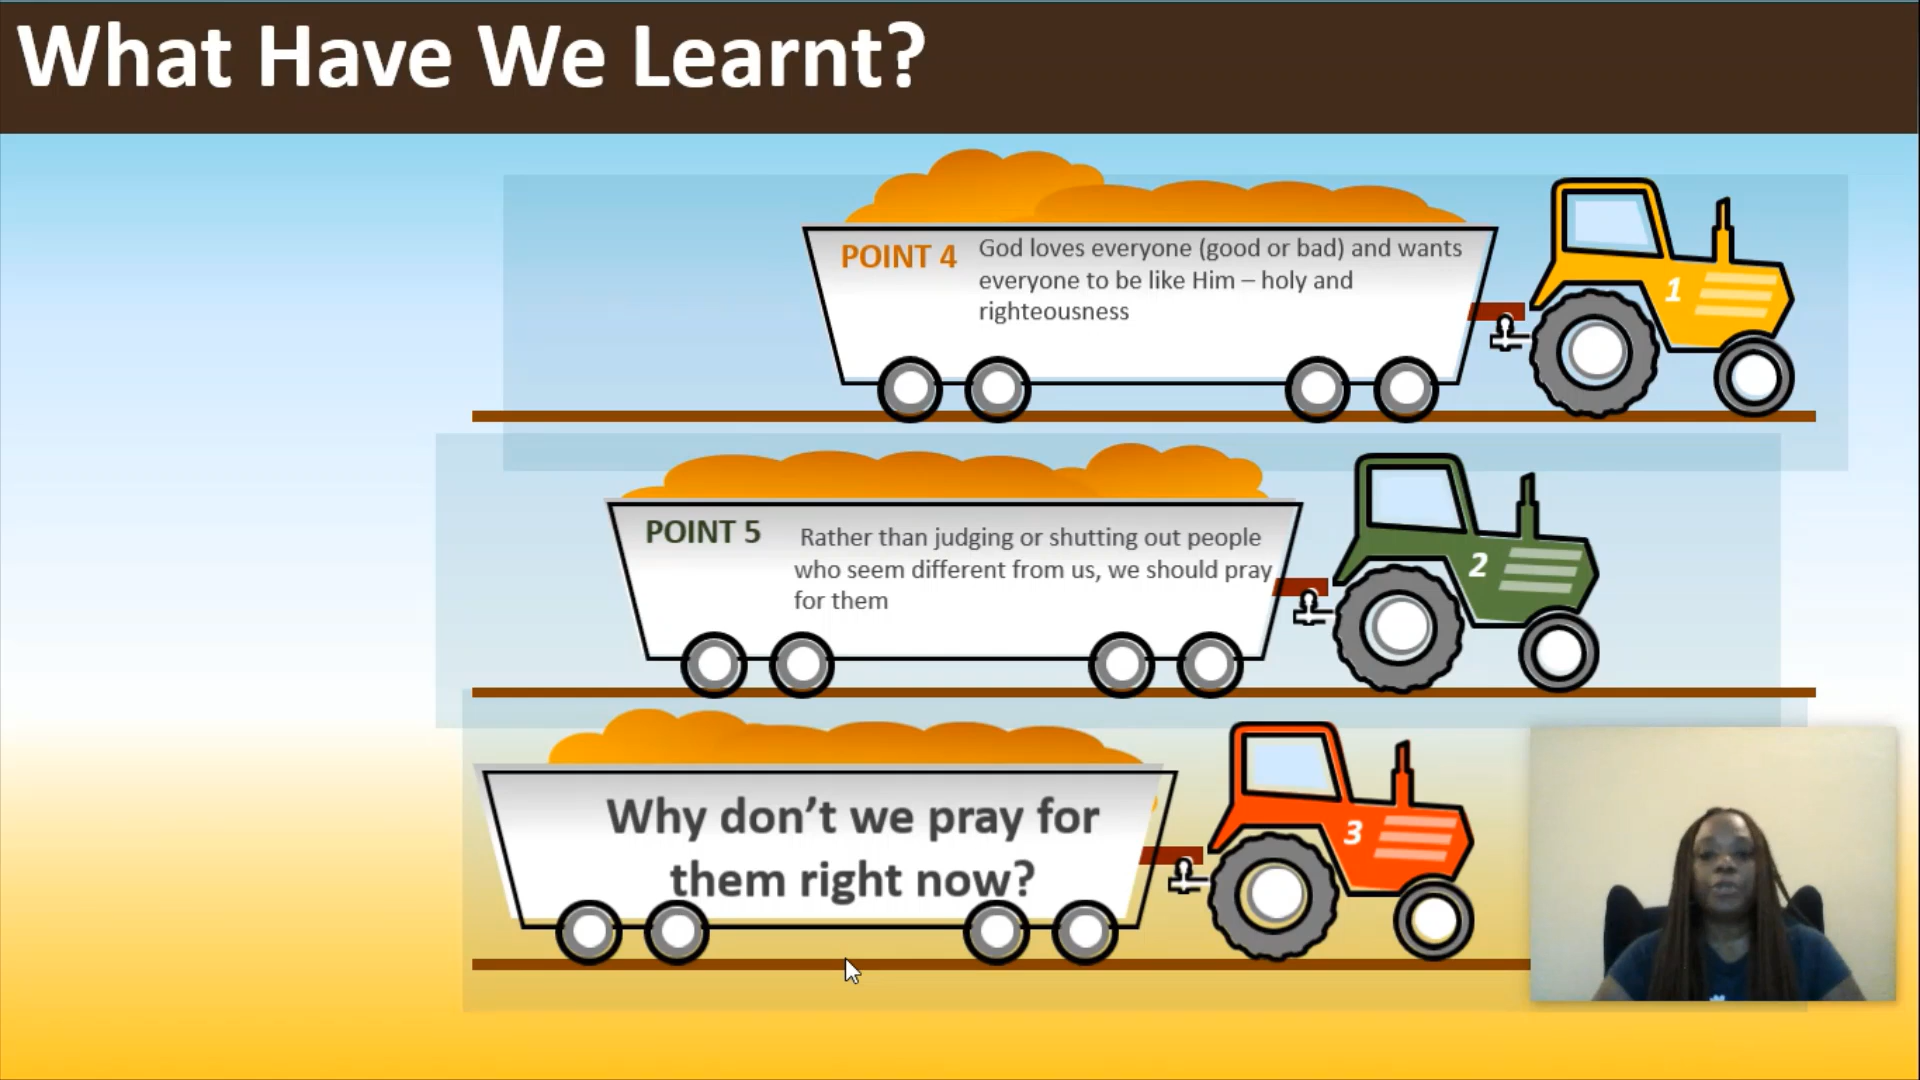 What Have We Learnt?
POINT 4
God loves everyone (good or bad) and wants
everyone to be like Him – holy and
righteousness
1
POINT 5
Rather than judging or shutting out people
who seem different from us, we should pray
for them
2
Why don’t we pray for
them right now?
3